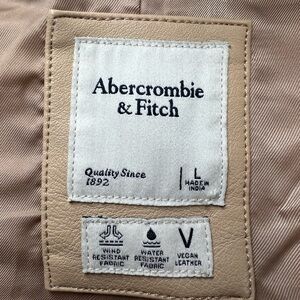 Abercrombie
& Fitch
Quality Since
1892
L
MADE IN
INDIA
WIND
RESISTANT
FABRIC
WATER
RESISTANT
FABRIC
V
VEGAN
LEATHER